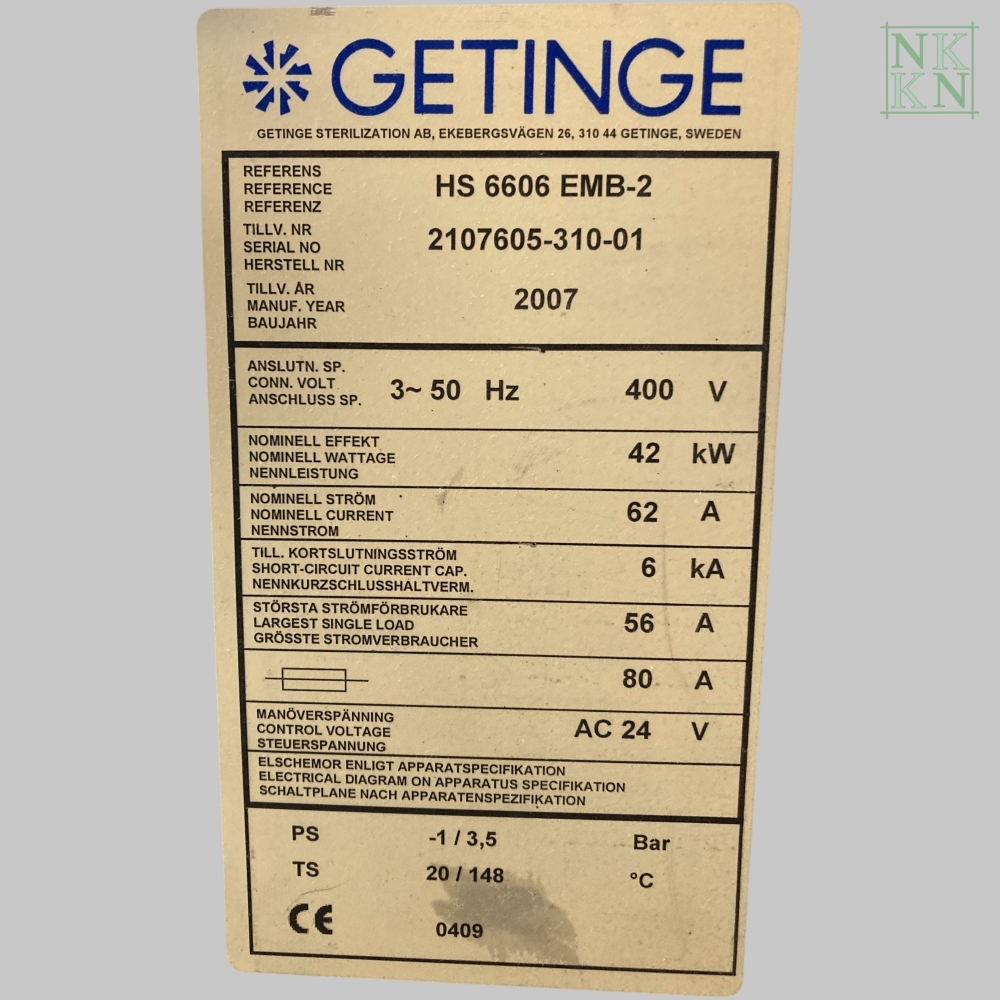 GETINGE
GETINGE STERILIZATION AB, EKEBERGSVÄGEN 26, 310 44 GETINGE, SWEDEN
REFERENS
REFERENCE
REFERENZ
HS 6606 EMB-2
TILLV. NR
SERIAL NO
HERSTELL NR
2107605-310-01
TILLV. ÅR
MANUF. YEAR
BAUJAHR
2007
ANSLUTN. SP.
CONN. VOLT
ANSCHLUSS SP.
3~ 50 Hz 400 V
NOMINELL EFFEKT
NOMINELL WATTAGE
NENNLEISTUNG
42 kW
NOMINELL STRÖM
NOMINELL CURRENT
NENNSTROM
62 A
TILL. KORTSLUTNINGSSTRÖM
SHORT-CIRCUIT CURRENT CAP.
NENNKURZSCHLUSSHALTVERM.
6 kA
STÖRSTA STRÖMFÖRBRUKARE
LARGEST SINGLE LOAD
GRÖSSTE STROMVERBRAUCHER
56 A
80 A
MANÖVERSPÄNNING
CONTROL VOLTAGE
STEUERSPANNUNG
AC 24 V
ELSCHEMOR ENLIGT APPARATSPECIFIKATION
ELECTRICAL DIAGRAM ON APPARATUS SPECIFIKATION
SCHALTPLANE NACH APPARATENSPEZIFIKATION
PS -1 / 3,5 Bar
TS 20 / 148 °C
CE 0409
NK
KN